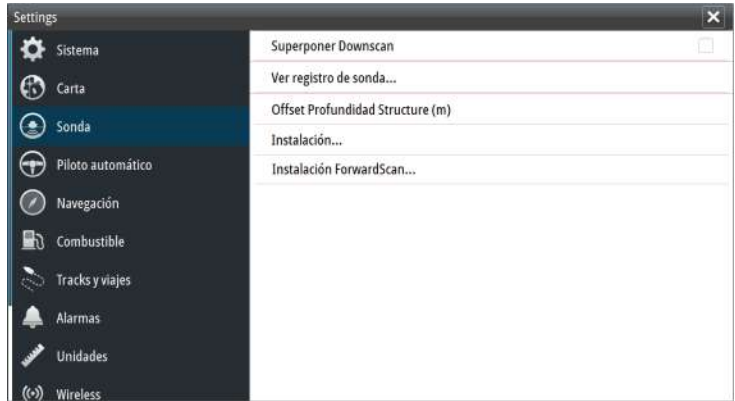 Settings
Sistema
Carta
Sonda
Piloto automático
Navegación
Combustible
Tracks y viajes
Alarmas
Unidades
Wireless
Superponer Downscan
Ver registro de sonda...
Offset Profundidad Structure (m)
Instalación...
Instalación ForwardScan...